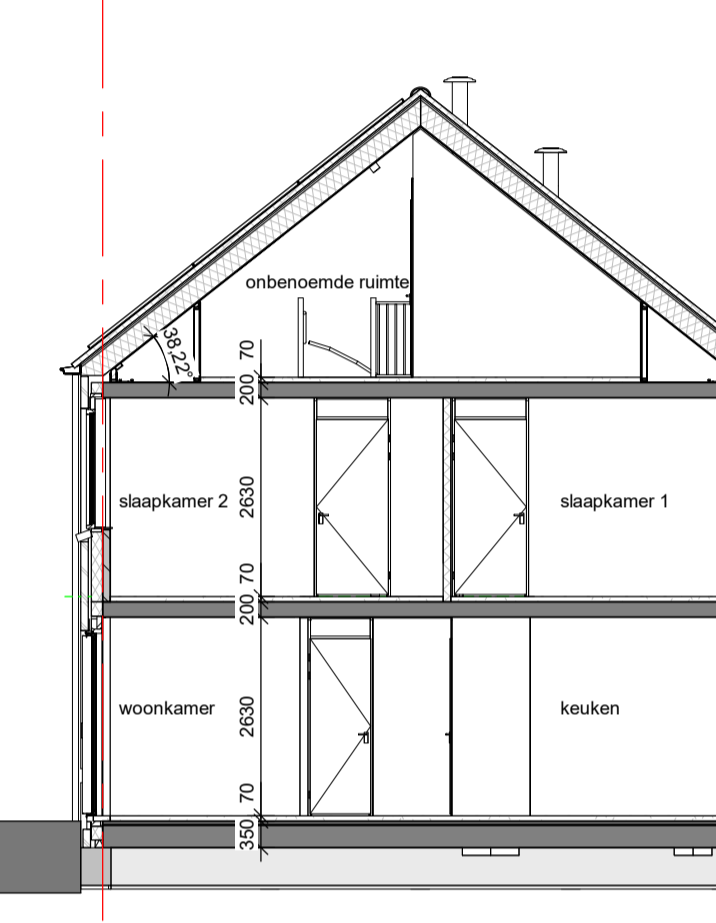 onbenoemde ruimte
38,22°
70
200
slaapkamer 2
2630
slaapkamer 1
70
200
woonkamer
2630
keuken
70
350